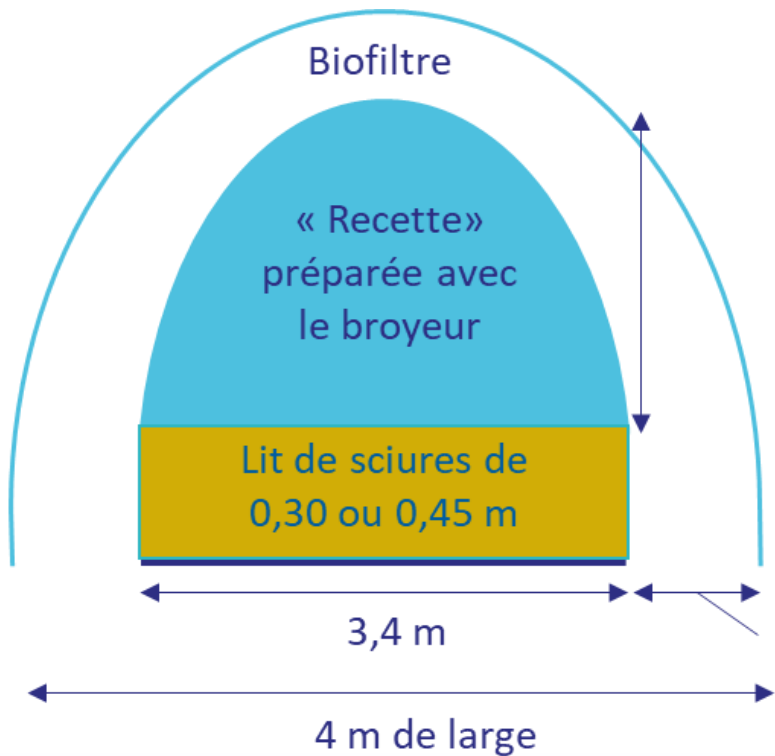 Biofiltre
« Recette»
préparée avec
le broyeur
Lit de sciures de
0,30 ou 0,45 m
3,4 m
4 m de large